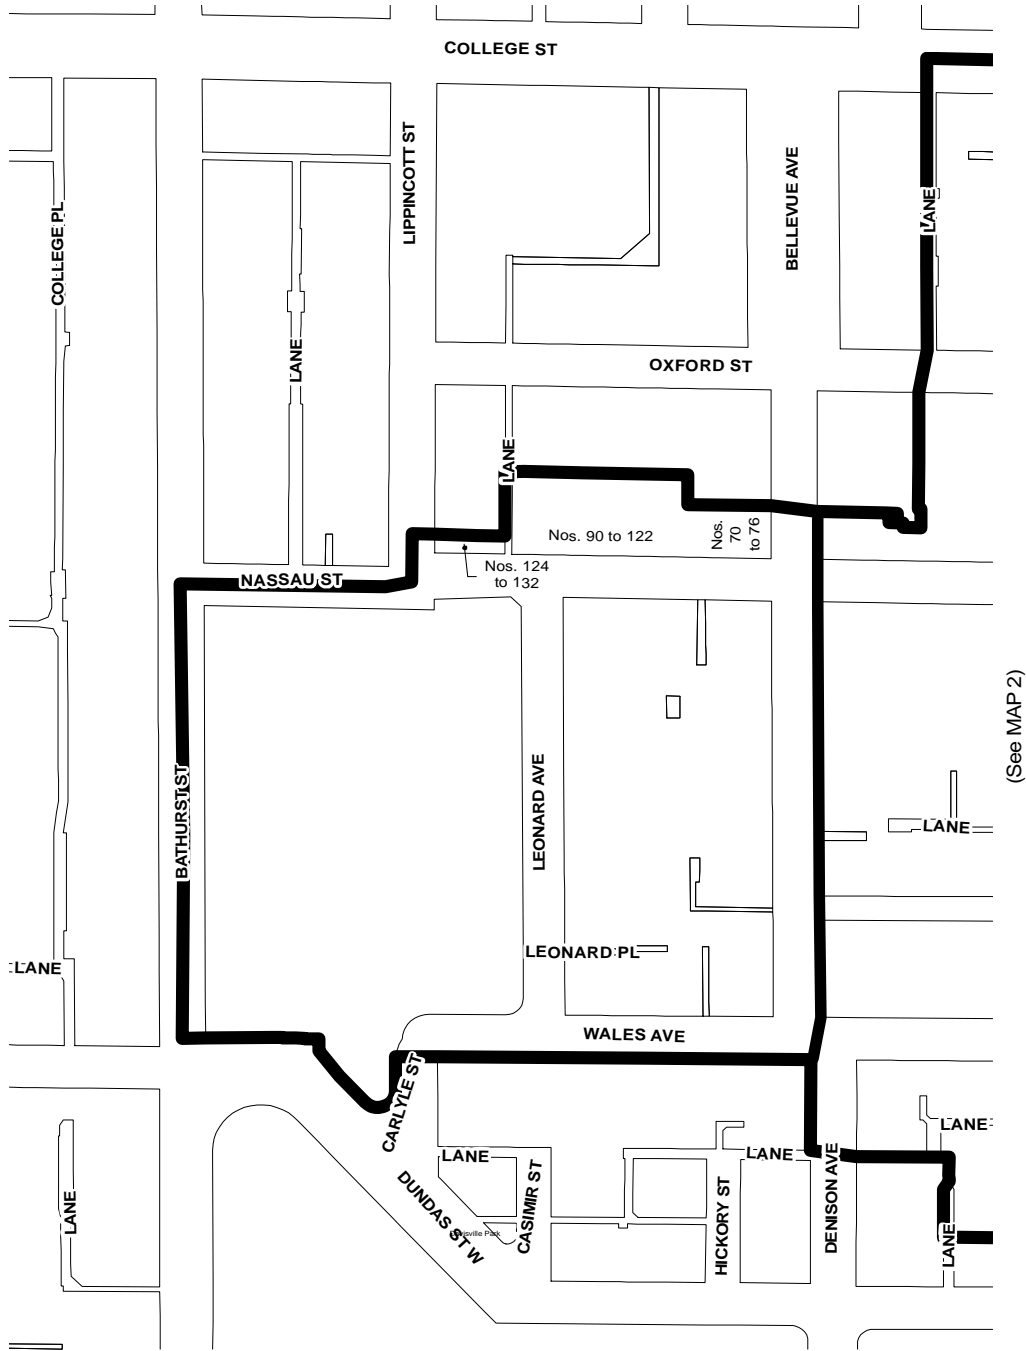 COLLEGE ST
LIPPINCOTT ST
BELLEVUE AVE
LANE
COLLEGE PL
LANE
OXFORD ST
LANE
Nos. 90 to 122
Nos.
70
to 76
Nos. 124
to 132
NASSAU ST
(See MAP 2)
BATHURST ST
LEONARD AVE
LANE
LEONARD PL
LANE
WALES AVE
CARLYLE ST
LANE
LANE
LANE
DENISON AVE
CASIMIR ST
HICKORY ST
LANE
DUNDAS ST W
Park
LANE